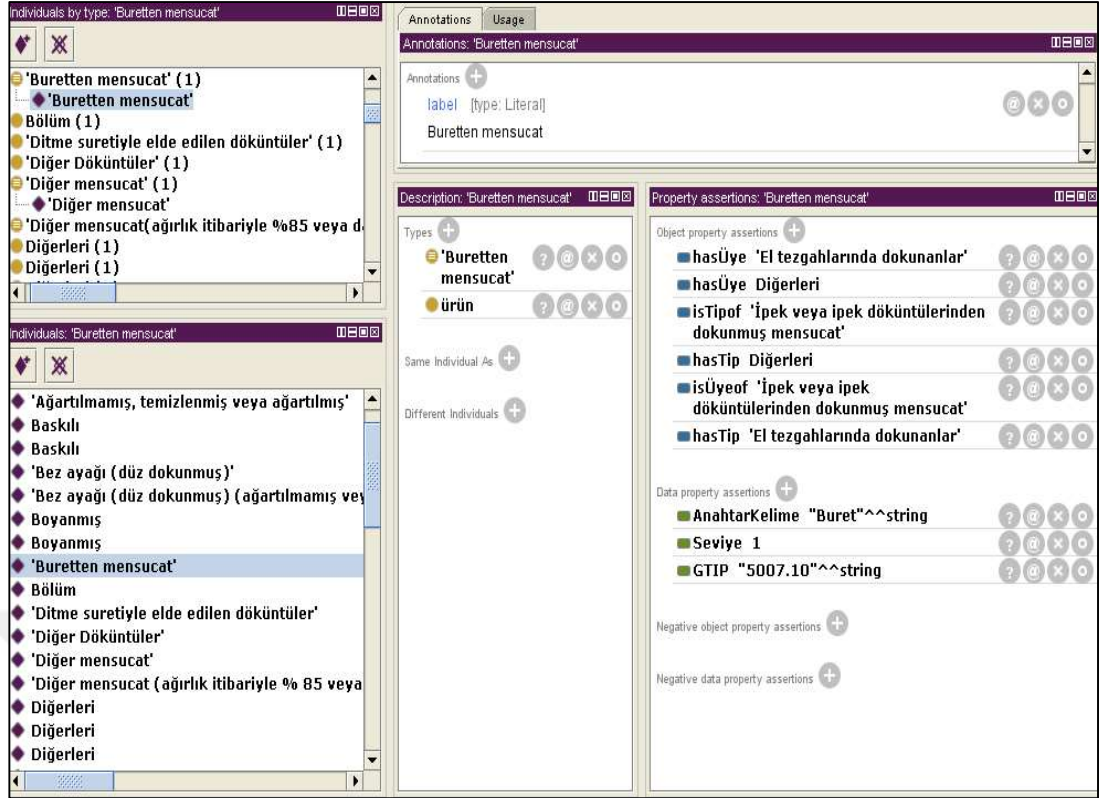 Individuals by type: 'Buretten mensucat'
'Buretten mensucat' (1)
'Buretten mensucat'
Bölüm (1)
'Ditme suretiyle elde edilen döküntüler' (1)
'Diğer Döküntüler' (1)
'Diğer mensucat' (1)
'Diğer mensucat'
'Diğer mensucat(ağırlık itibariyle %85 veya da
Diğerleri (1)
Diğerleri (1)
Individuals: 'Buretten mensucat'
'Ağartılmamış, temizlenmiş veya ağartılmış'
Baskılı
Baskılı
'Bez ayağı (düz dokunmuş)'
'Bez ayağı (düz dokunmuş) (ağartılmamış vey
Boyanmış
Boyanmış
'Buretten mensucat'
Bölüm
'Ditme suretiyle elde edilen döküntüler'
'Diğer Döküntüler'
'Diğer mensucat'
'Diğer mensucat (ağırlık itibariyle % 85 veya
Diğerleri
Diğerleri
Diğerleri
Annotations Usage
Annotations: 'Buretten mensucat'
Annotations
label [type: Literal]
Buretten mensucat
Description: 'Buretten mensucat'
Types
'Buretten
mensucat'
ürün
Same Individual As
Different Individuals
Property assertions: 'Buretten mensucat'
Object property assertions
hasÜye 'El tezgahlarında dokunanlar'
hasÜye Diğerleri
isTipof 'İpek veya ipek döküntülerinden
dokunmuş mensucat'
hasTip Diğerleri
isÜyeof 'İpek veya ipek
döküntülerinden dokunmuş mensucat'
hasTip 'El tezgahlarında dokunanlar'
Data property assertions
AnahtarKelime "Buret"^^string
Seviye 1
GTIP "5007.10"^^string
Negative object property assertions
Negative data property assertions